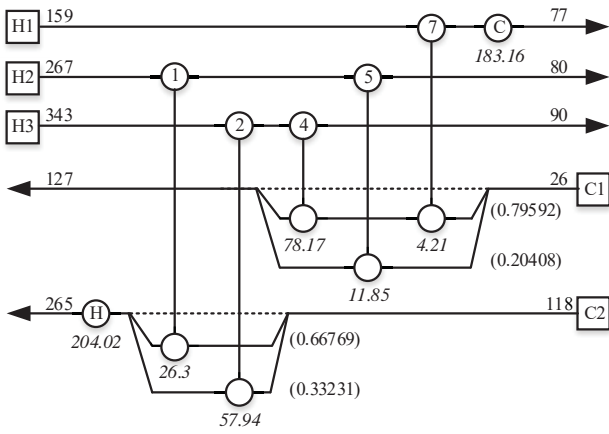 H1 159 7 C 77
183.16
H2 267 1 5 80
H3 343 2 4 90
127 26 C1
(0.79592)
78.17 4.21
(0.20408)
11.85
265 H 118 C2
204.02 (0.66769)
26.3
(0.33231)
57.94